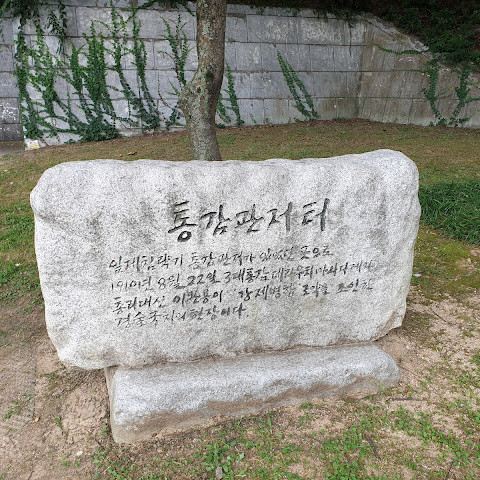 통감관저터
일제침략기 통감관저가 있었던 곳으로
1910년 8월 22일 3대통감 데라우치 마사다케와
총리대신 이완용이 '강제병합' 조약을 조인한
경술국치의 현장이다.